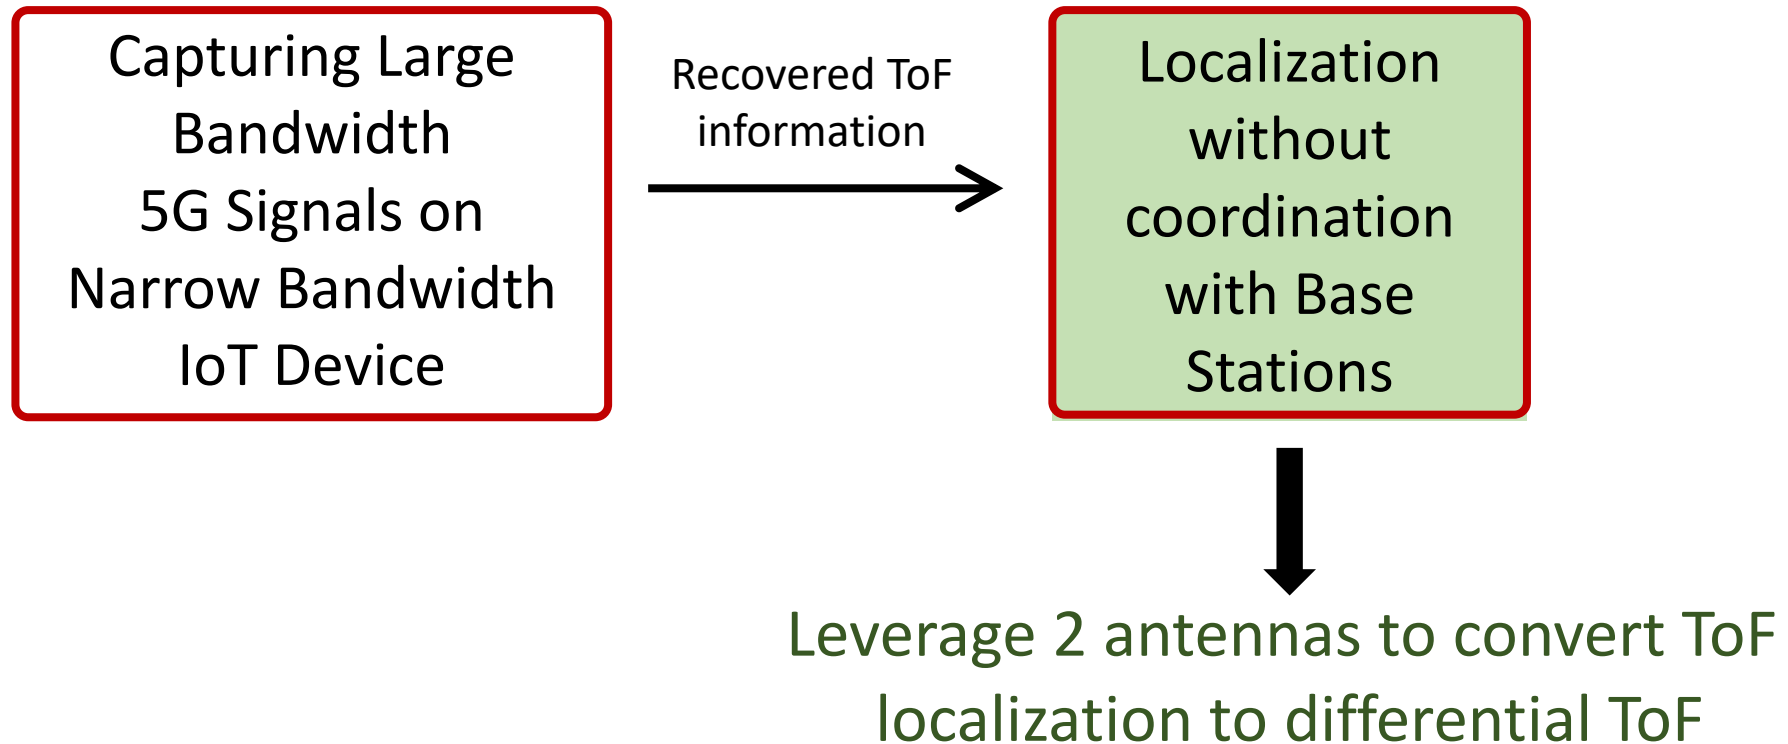 Capturing Large
Bandwidth
5G Signals on
Narrow Bandwidth
IoT Device
Recovered ToF
information
Localization
without
coordination
with Base
Stations
Leverage 2 antennas to convert ToF
localization to differential ToF